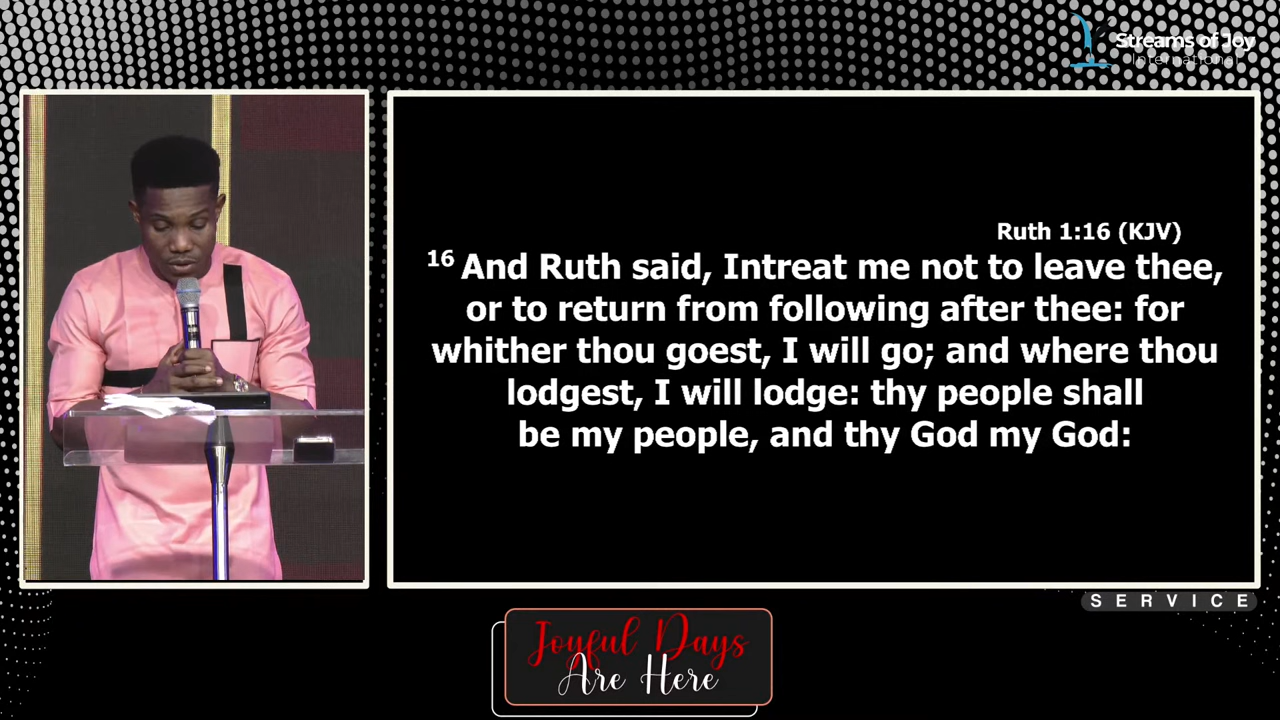 Streams of Joy
International
Ruth 1:16 (KJV)
16 And Ruth said, Intreat me not to leave thee,
or to return from following after thee: for
whither thou goest, I will go; and where thou
lodgest, I will lodge: thy people shall
be my people, and thy God my God:
SERVICE
Joyful Days
Are Here